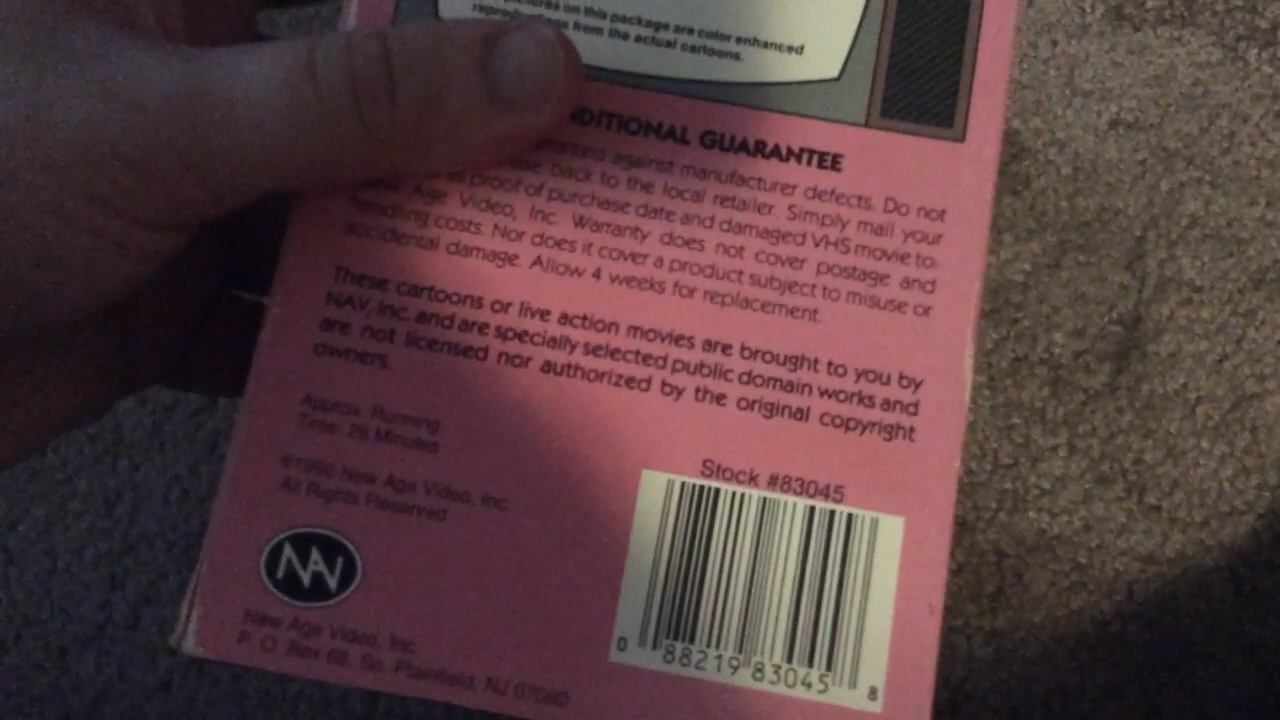 pictures on this package are color enhanced
reproductions from the actual cartoons.
DITIONAL GUARANTEE
against manufacturer defects. Do not
back to the local retailer. Simply mail your
proof of purchase date and damaged VHS movie to:
Age Video, Inc. Warranty does not cover postage and
handling costs. Nor does it cover a product subject to misuse or
accidental damage. Allow 4 weeks for replacement.
These cartoons or live action movies are brought to you by
NAV, Inc. and are specially selected public domain works and
are not licensed nor authorized by the original copyright
owners.
Approx. Running
Time: 26 Minutes
©1990 New Age Video, Inc.
All Rights Reserved
Stock #83045
NAV
New Age Video, Inc.
P. O. Box 68, So. Plainfield, NJ 07080
0 88219 83045 8